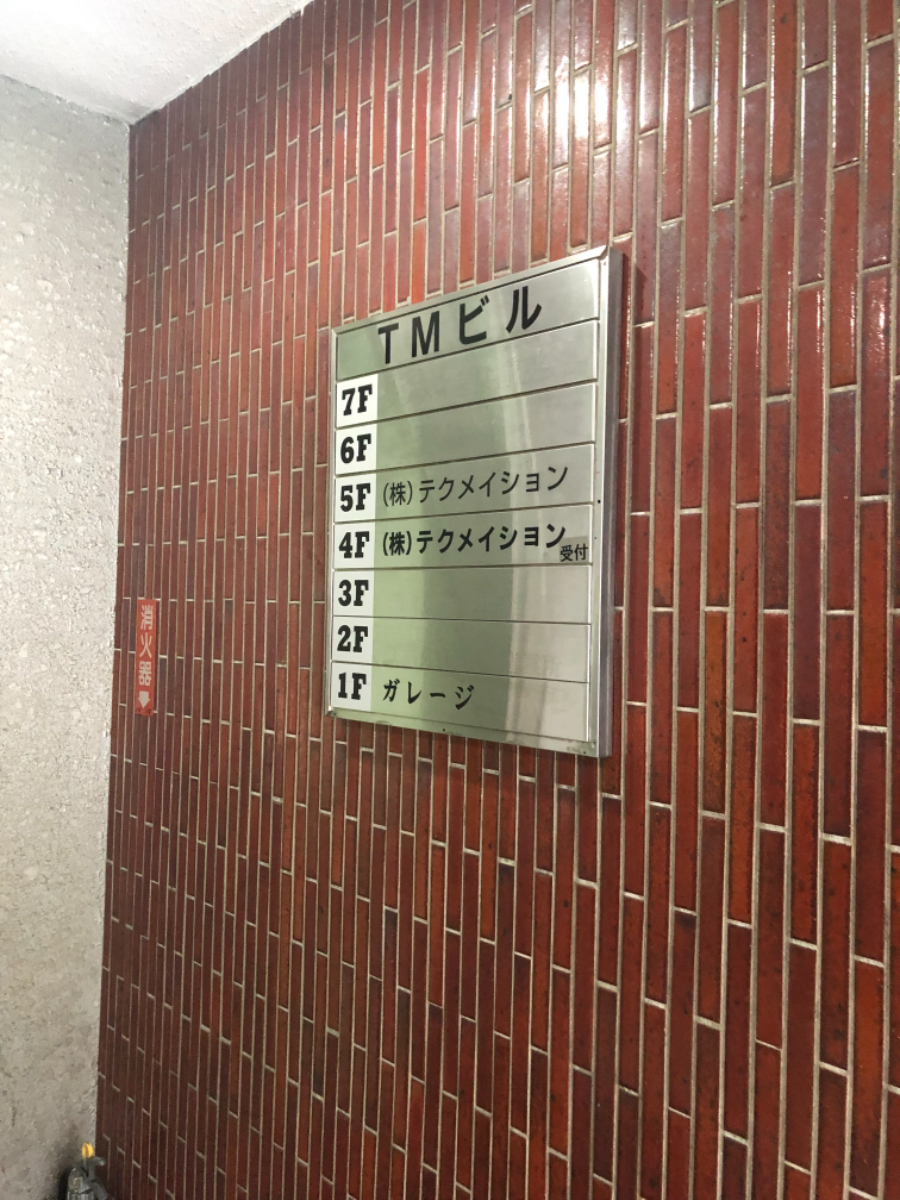 TMビル
7F
6F
5F (株)テクメイション
4F (株)テクメイション 受付
3F
2F
1F ガレージ
消火器